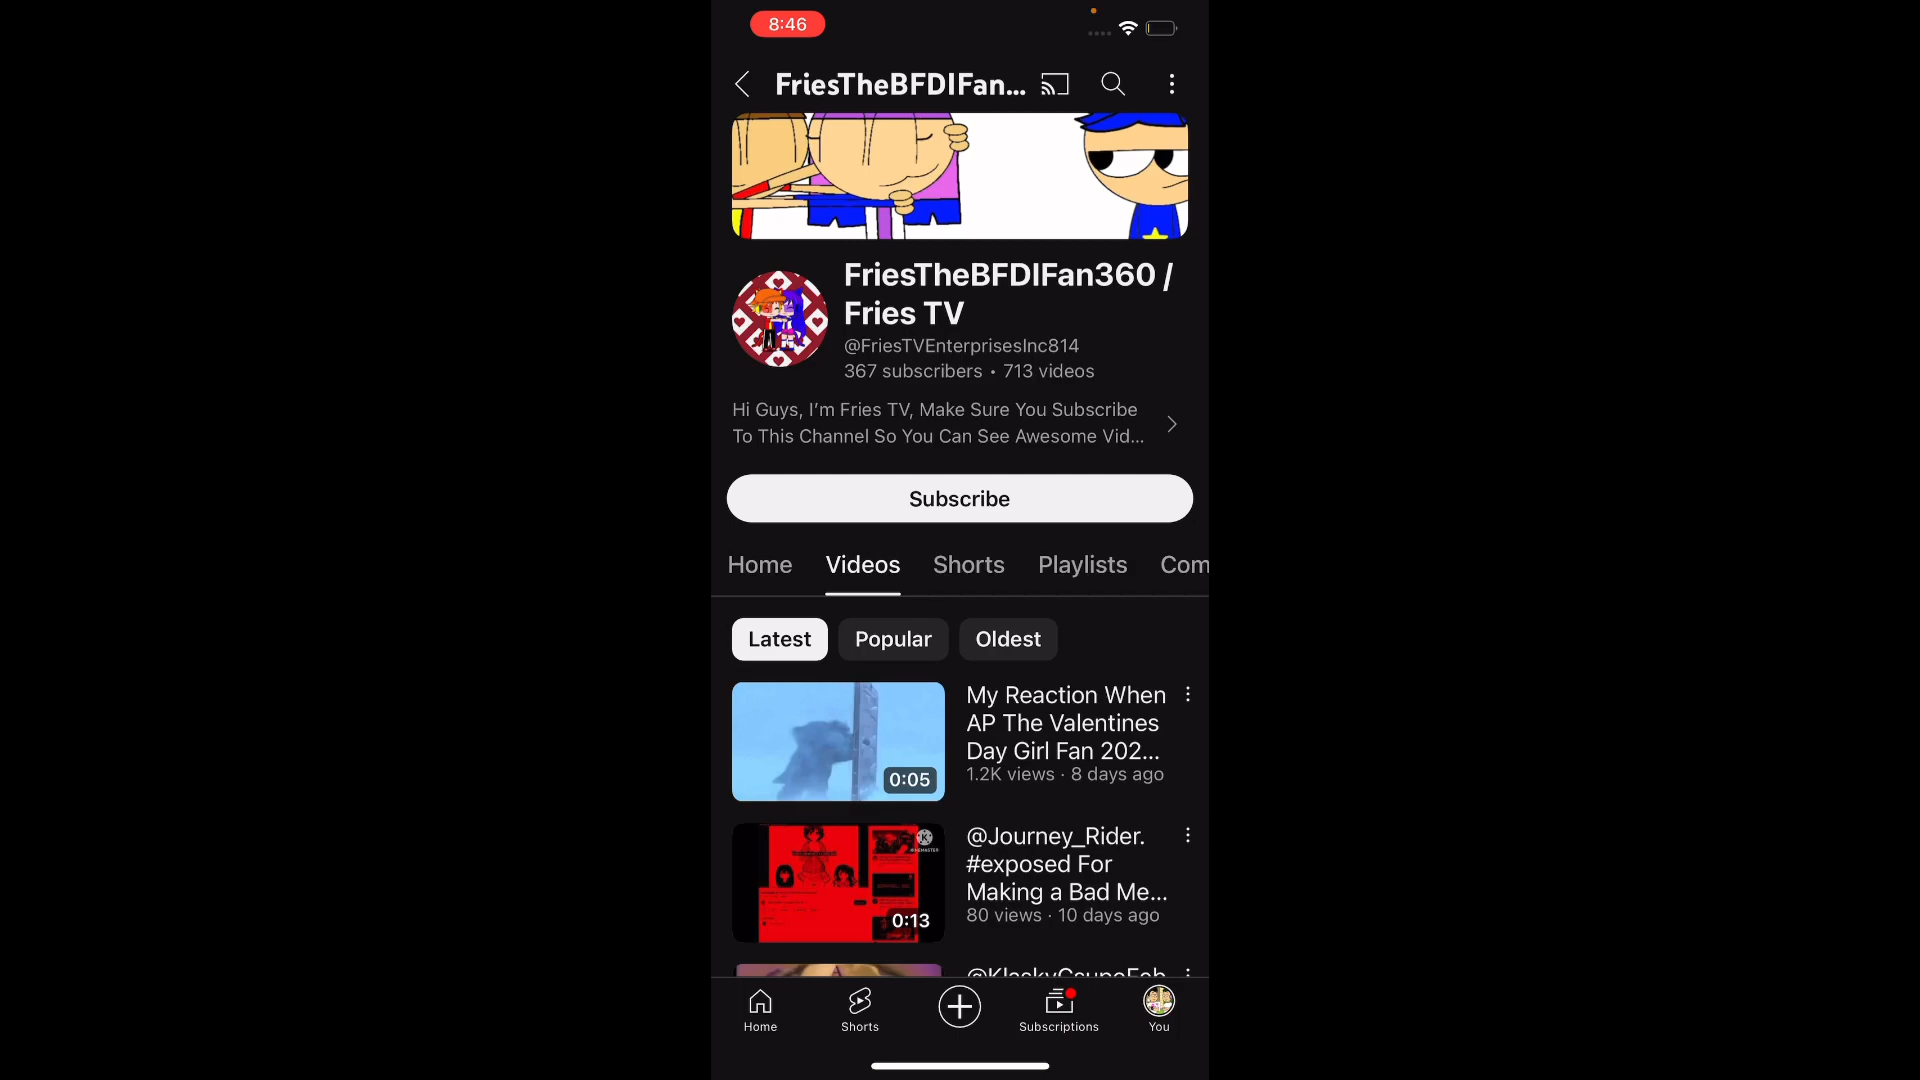 8:46
FriesTheBFDIFan...
FriesTheBFDIFan360 /
Fries TV
@FriesTVEnterprisesInc814
367 subscribers • 713 videos
Hi Guys, I'm Fries TV, Make Sure You Subscribe
To This Channel So You Can See Awesome Vid...
Subscribe
Home Videos Shorts Playlists Com
Latest Popular Oldest
My Reaction When
AP The Valentines
Day Girl Fan 202...
1.2K views · 8 days ago
0:05
@Journey_Rider.
#exposed For
Making a Bad Me...
80 views · 10 days ago
0:13
@KlaskyCsupoFob
Home Shorts Subscriptions You